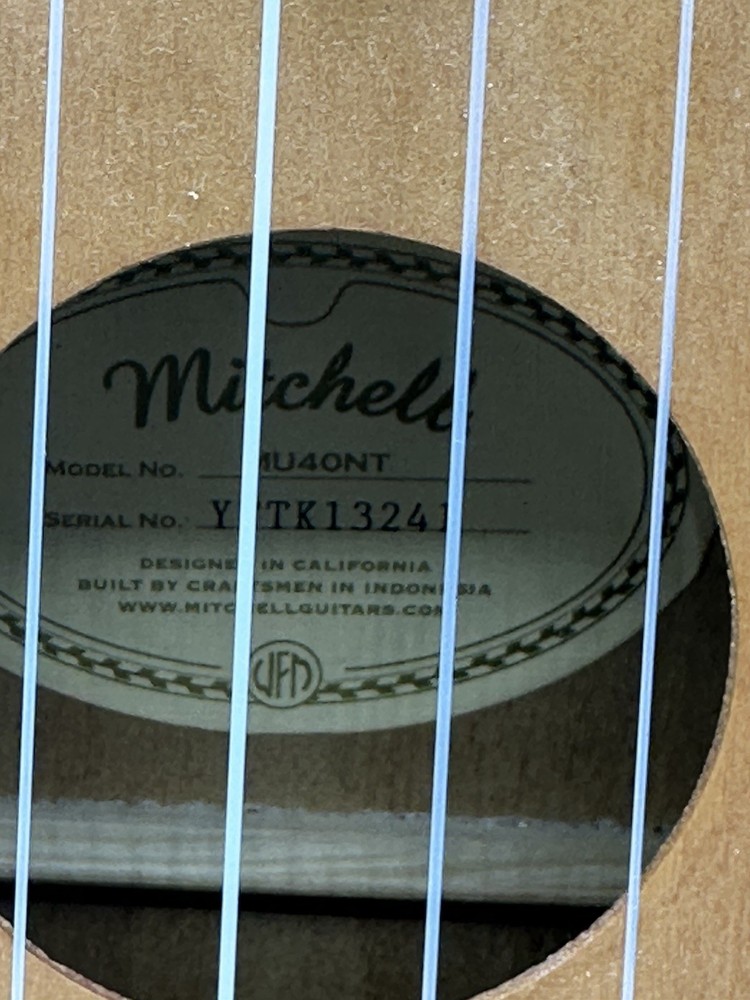 Mitchell
MODEL NO. MU40NT
SERIAL NO.
DESIGNED IN CALIFORNIA
BUILT BY CRAFTSMEN IN INDONESIA
WWW.MITCHELLGUITARS.COM